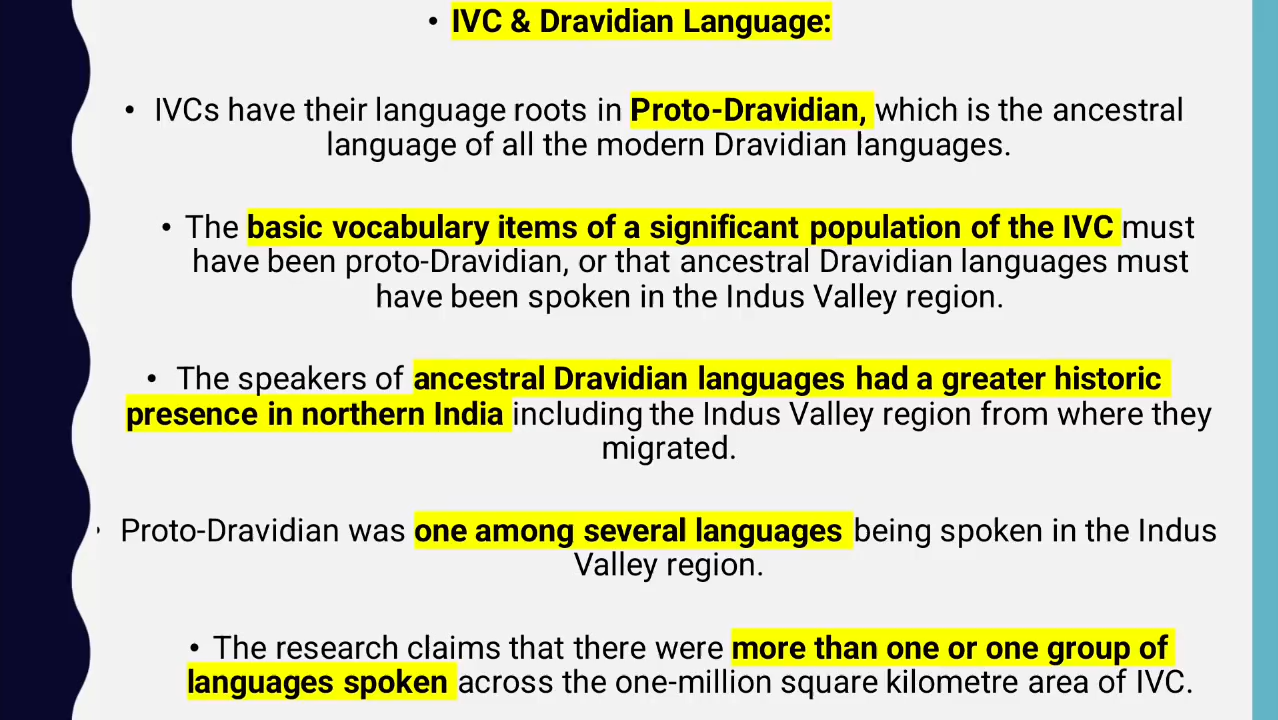 • IVC & Dravidian Language:
• IVCs have their language roots in Proto-Dravidian, which is the ancestral
language of all the modern Dravidian languages.
• The basic vocabulary items of a significant population of the IVC must
have been proto-Dravidian, or that ancestral Dravidian languages must
have been spoken in the Indus Valley region.
• The speakers of ancestral Dravidian languages had a greater historic
presence in northern India including the Indus Valley region from where they
migrated.
• Proto-Dravidian was one among several languages being spoken in the Indus
Valley region.
• The research claims that there were more than one or one group of
languages spoken across the one-million square kilometre area of IVC.